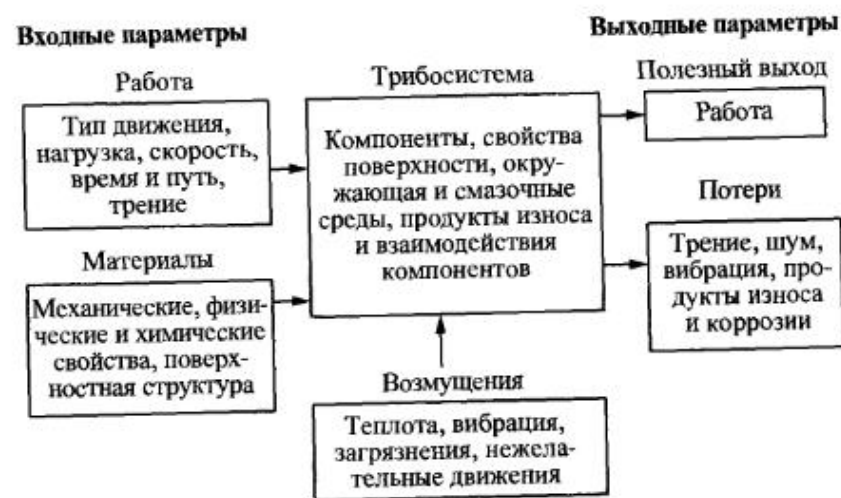 Входные параметры
Работа
Тип движения,
нагрузка, скорость,
время и путь,
трение
Материалы
Механические, физи-
ческие и химические
свойства, поверх-
ностная структура
Трибосистема
Компоненты, свойства
поверхности, окру-
жающая и смазочные
среды, продукты износа
и взаимодействия
компонентов
Возмущения
Теплота, вибрация,
загрязнения, нежела-
тельные движения
Выходные параметры
Полезный выход
Работа
Потери
Трение, шум,
вибрация, про-
дукты износа
и коррозии